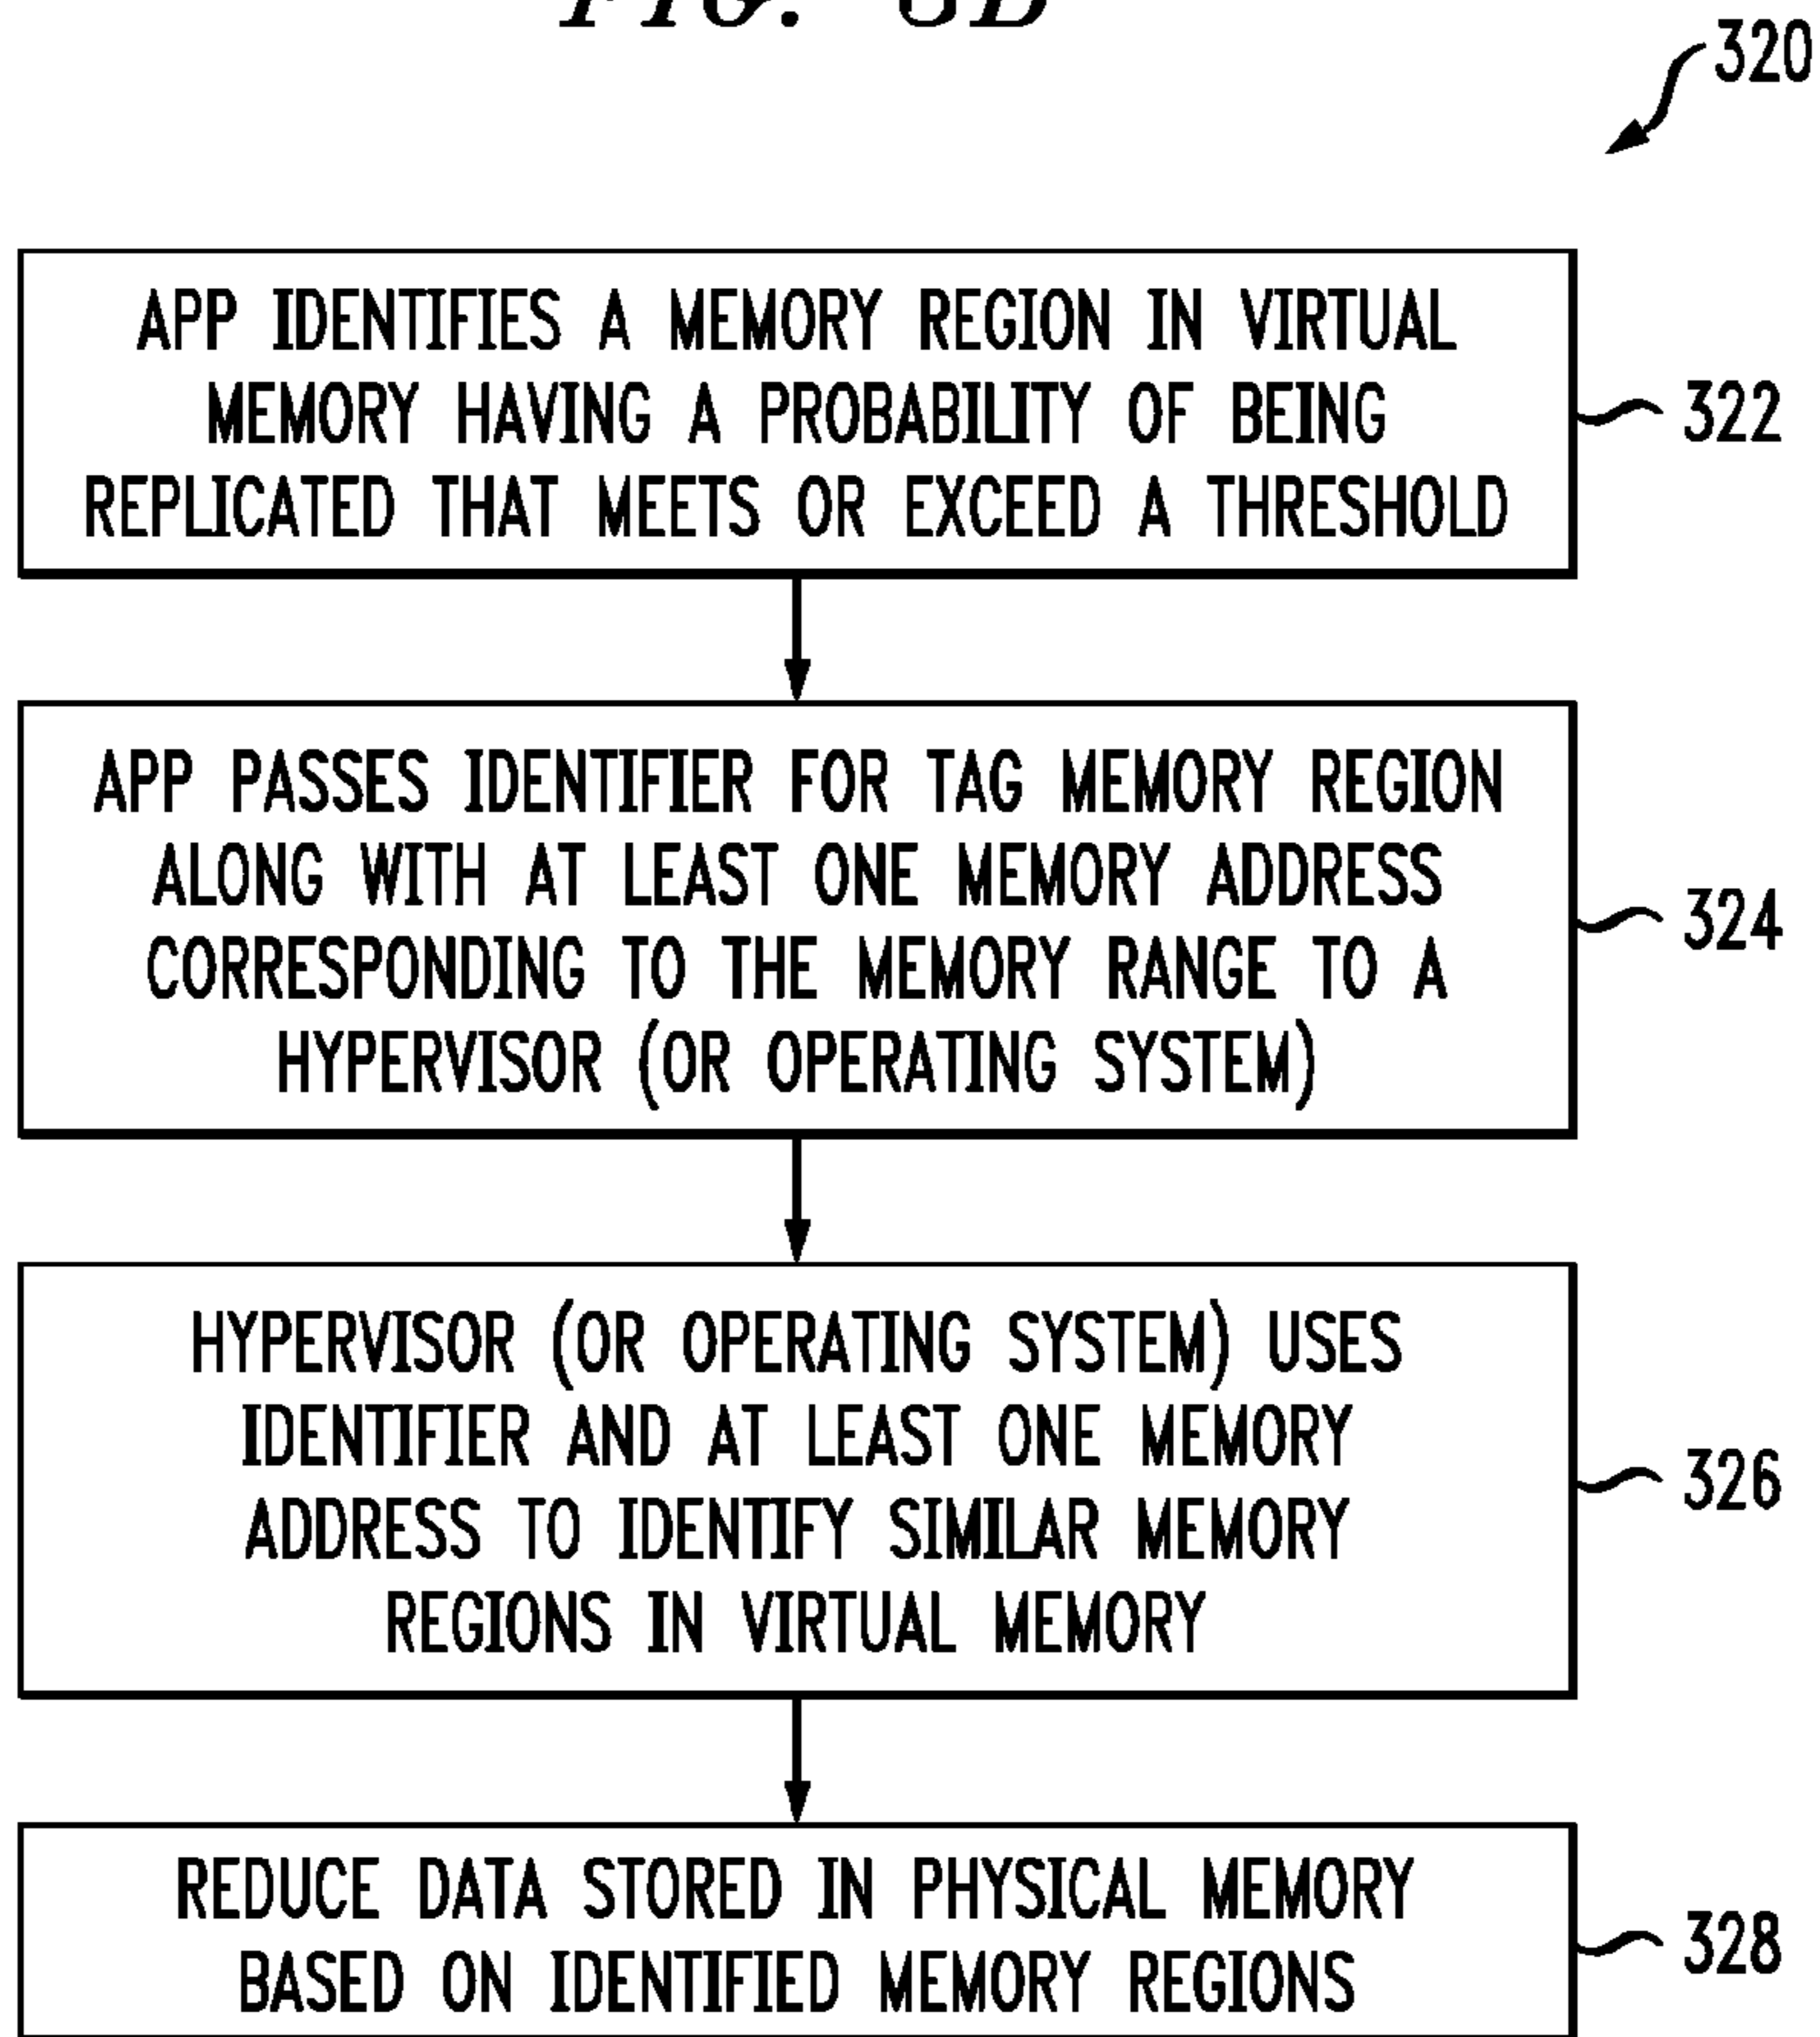 FIG.
320
APP IDENTIFIES A MEMORY REGION IN VIRTUAL
MEMORY HAVING A PROBABILITY OF BEING
REPLICATED THAT MEETS OR EXCEED A THRESHOLD
322
APP PASSES IDENTIFIER FOR TAG MEMORY REGION
ALONG WITH AT LEAST ONE MEMORY ADDRESS
CORRESPONDING TO THE MEMORY RANGE TO A
HYPERVISOR (OR OPERATING SYSTEM)
324
HYPERVISOR (OR OPERATING SYSTEM) USES
IDENTIFIER AND AT LEAST ONE MEMORY
ADDRESS TO IDENTIFY SIMILAR MEMORY
REGIONS IN VIRTUAL MEMORY
326
REDUCE DATA STORED IN PHYSICAL MEMORY
BASED ON IDENTIFIED MEMORY REGIONS
328